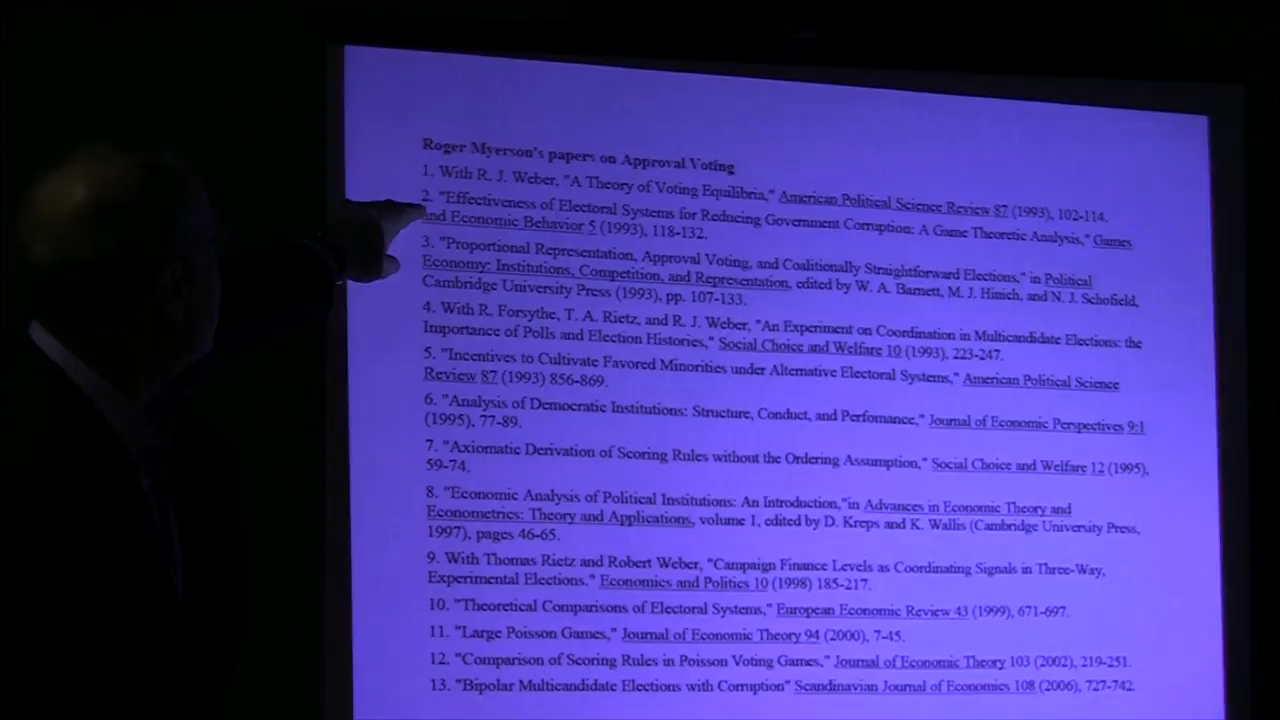 Roger Myerson's papers on Approval Voting
1. With R. J. Weber, "A Theory of Voting Equilibria," American Political Science Review 87 (1993), 102-114.
2. "Effectiveness of Electoral Systems for Reducing Government Corruption: A Game Theoretic Analysis," Games
and Economic Behavior 5 (1993), 118-132.
3. "Proportional Representation, Approval Voting, and Coalitionally Straightforward Elections," in Political
Economy: Institutions, Competition, and Representation, edited by W. A. Barnett, M. J. Hinich, and N. J. Schofield,
Cambridge University Press (1993), pp. 107-133.
4. With R. Forsythe, T. A. Rietz, and R. J. Weber, "An Experiment on Coordination in Multicandidate Elections: the
Importance of Polls and Election Histories," Social Choice and Welfare 10 (1993), 223-247.
5. "Incentives to Cultivate Favored Minorities under Alternative Electoral Systems," American Political Science
Review 87 (1993) 856-869.
6. "Analysis of Democratic Institutions: Structure, Conduct, and Perfomance," Journal of Economic Perspectives 9:1
(1995), 77-89.
7. "Axiomatic Derivation of Scoring Rules without the Ordering Assumption," Social Choice and Welfare 12 (1995),
59-74.
8. "Economic Analysis of Political Institutions: An Introduction,"in Advances in Economic Theory and
Econometrics: Theory and Applications, volume 1, edited by D. Kreps and K. Wallis (Cambridge University Press,
1997), pages 46-65.
9. With Thomas Rietz and Robert Weber, "Campaign Finance Levels as Coordinating Signals in Three-Way,
Experimental Elections." Economics and Politics 10 (1998) 185-217.
10. "Theoretical Comparisons of Electoral Systems," European Economic Review 43 (1999), 671-697.
11. "Large Poisson Games," Journal of Economic Theory 94 (2000), 7-45.
12. "Comparison of Scoring Rules in Poisson Voting Games," Journal of Economic Theory 103 (2002), 219-251.
13. "Bipolar Multicandidate Elections with Corruption" Scandinavian Journal of Economics 108 (2006), 727-742.